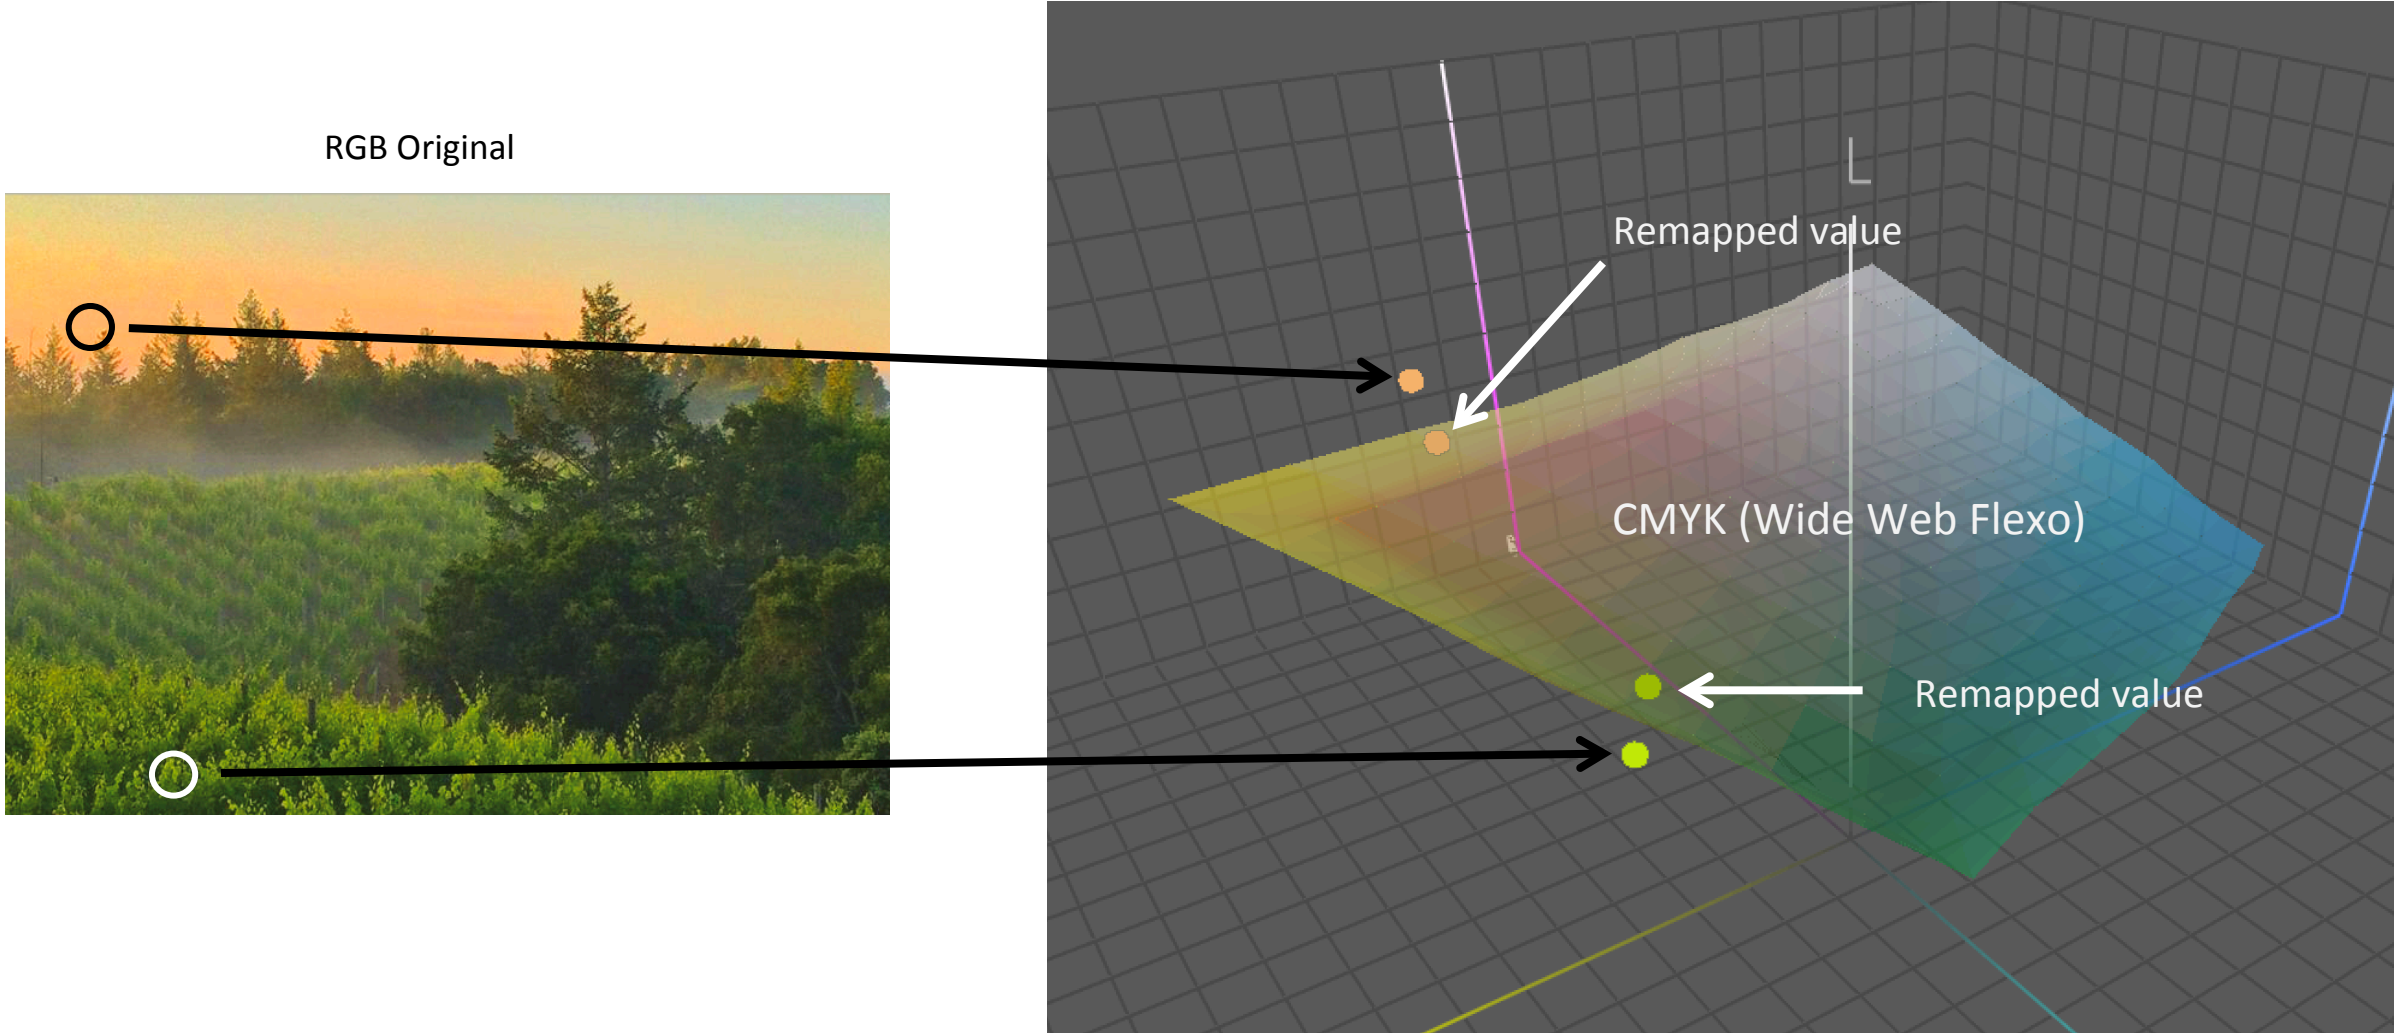 RGB Original
L
Remapped value
CMYK (Wide Web Flexo)
Remapped value